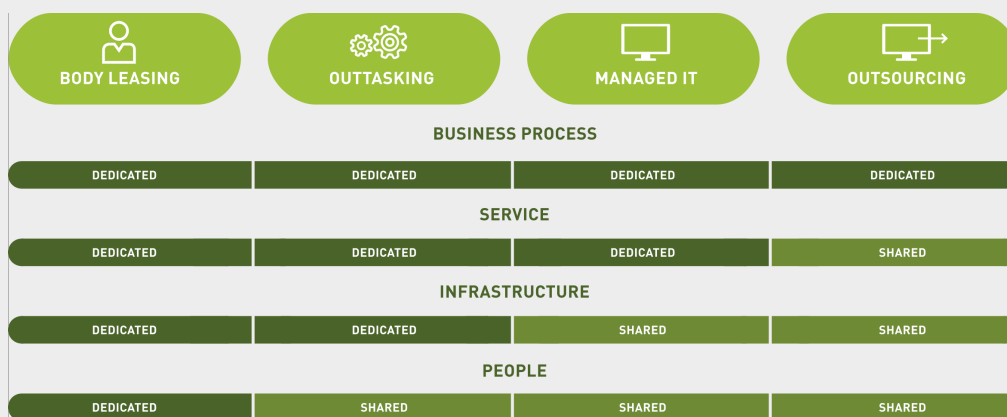 BODY LEASING OUTTASKING MANAGED IT OUTSOURCING
BUSINESS PROCESS
DEDICATED DEDICATED DEDICATED DEDICATED
SERVICE
DEDICATED DEDICATED DEDICATED SHARED
INFRASTRUCTURE
DEDICATED DEDICATED SHARED SHARED
PEOPLE
DEDICATED SHARED SHARED SHARED